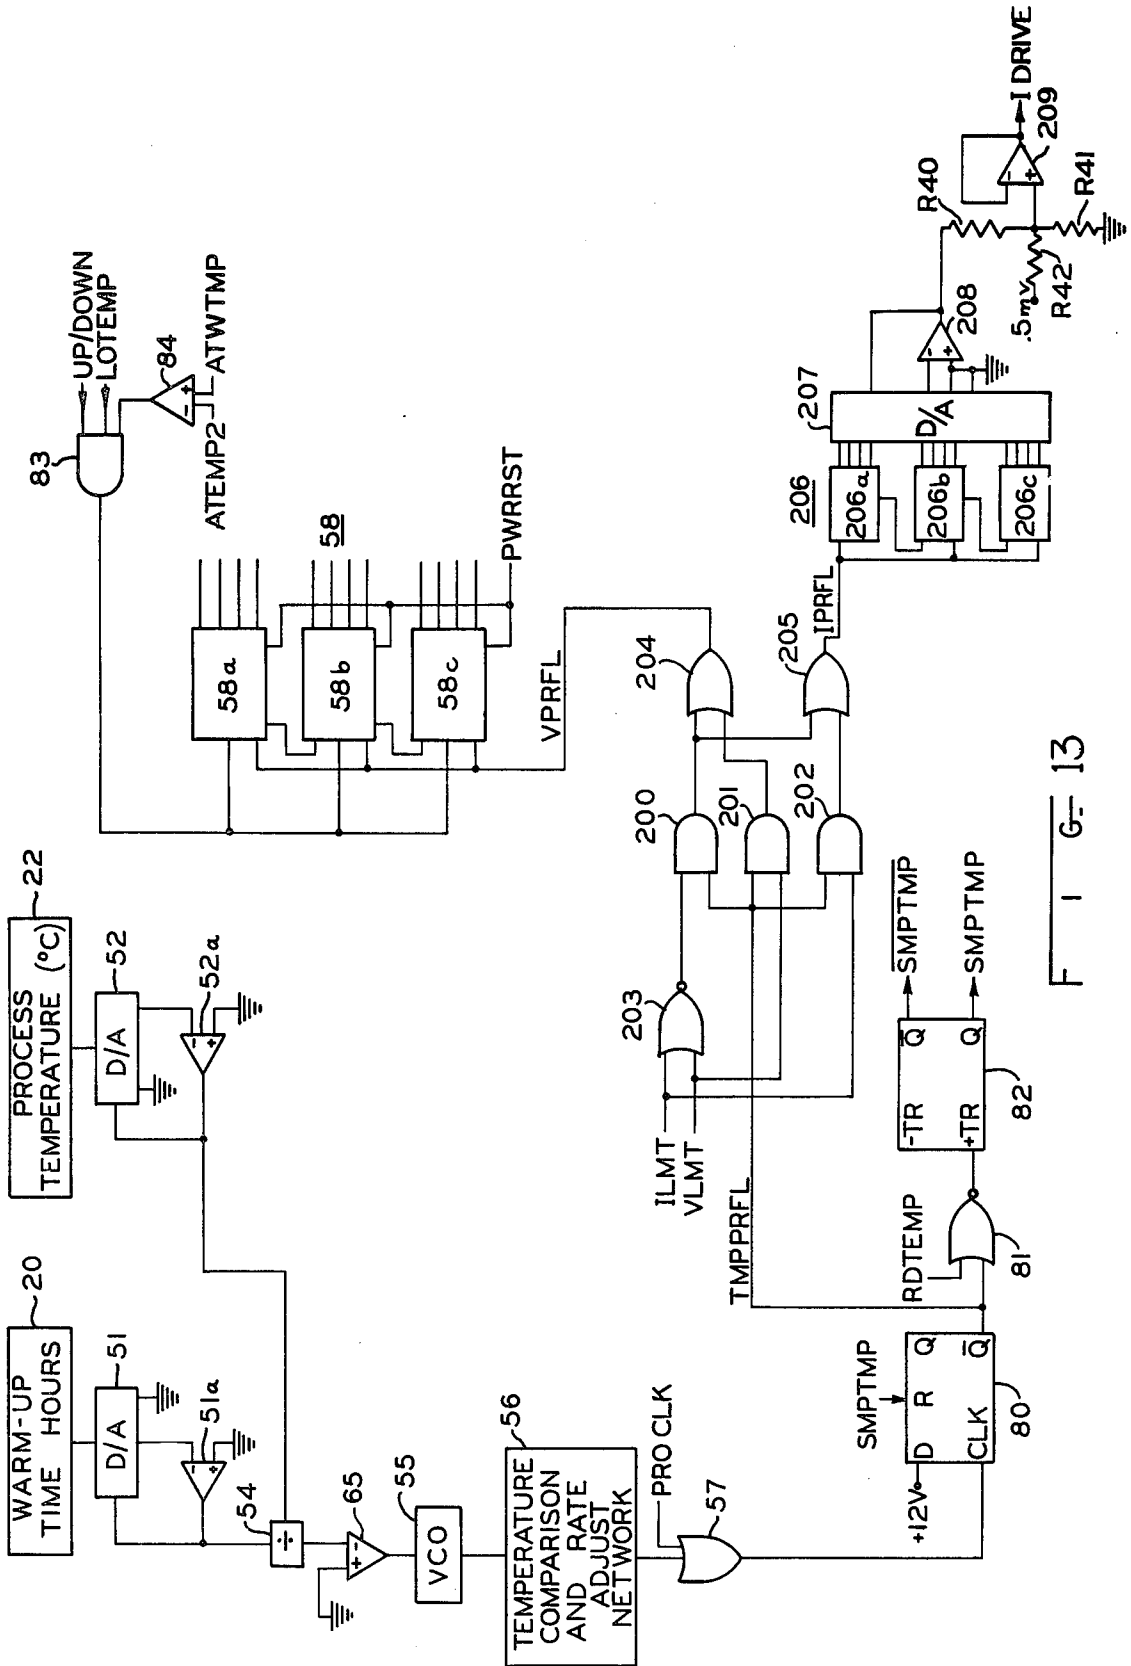 WARM-UP
TIME HOURS
20
D/A
51
51a
54
÷
65
55
VCO
56
TEMPERATURE
COMPARISON
AND RATE
ADJUST
NETWORK
PRO CLK
57
PROCESS
TEMPERATURE (°C)
22
D/A
52
52a
UP/DOWN
LOTEMP
83
84
ATEMP2
ATWTMP
58
58a
58b
58c
PWRRST
VPRFL
ILMT
VLMT
TMPPRFL
203
200
201
202
204
205
IPRFL
206
206a
206b
206c
207
D/A
208
209
R40
R41
R42
.5mv
I DRIVE
SMPTMP
+12V
D
R
Q
CLK
Q̅
80
RDTEMP
81
-TR
+TR
Q̅
Q
82
S̅M̅P̅T̅M̅P̅
SMPTMP
F I G- 13